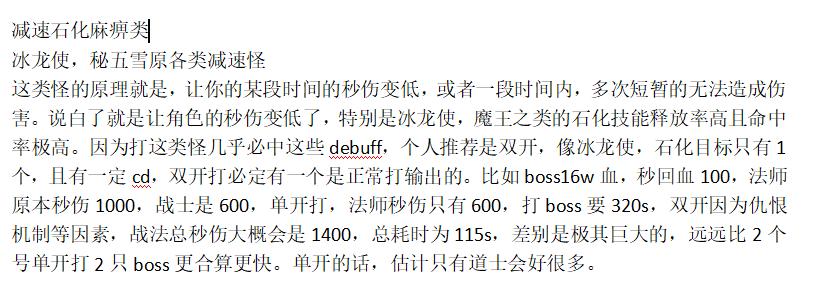 减速石化麻痹类
冰龙使，秘五雪原各类减速怪
这类怪的原理就是，让你的某段时间的秒伤变低，或者一段时间内，多次短暂的无法造成伤
害。说白了就是让角色的秒伤变低了，特别是冰龙使，魔王之类的石化技能释放率高且命中
率极高。因为打这类怪几乎必中这些 debuff，个人推荐是双开，像冰龙使，石化目标只有 1
个，且有一定 cd，双开打必定有一个是正常打输出的。比如 boss16w 血，秒回血 100，法师
原本秒伤 1000，战士是 600，单开打，法师秒伤只有 600，打 boss 要 320s，双开因为仇恨
机制等因素，战法总秒伤大概会是 1400，总耗时为 115s，差别是极其巨大的，远远比 2 个
号单开打 2 只 boss 更合算更快。单开的话，估计只有道士会好很多。